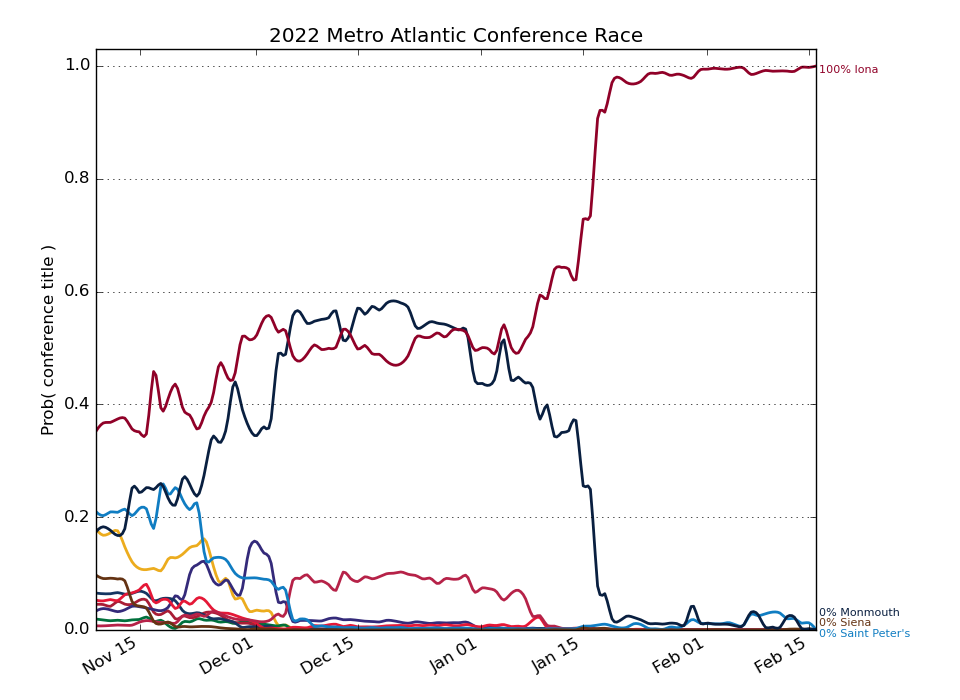 2022 Metro Atlantic Conference Race
Prob( conference title )
1.0
0.8
0.6
0.4
0.2
0.0
Nov 15
Dec 01
Dec 15
Jan 01
Jan 15
Feb 01
Feb 15
100% Iona
0% Monmouth
0% Siena
0% Saint Peter's